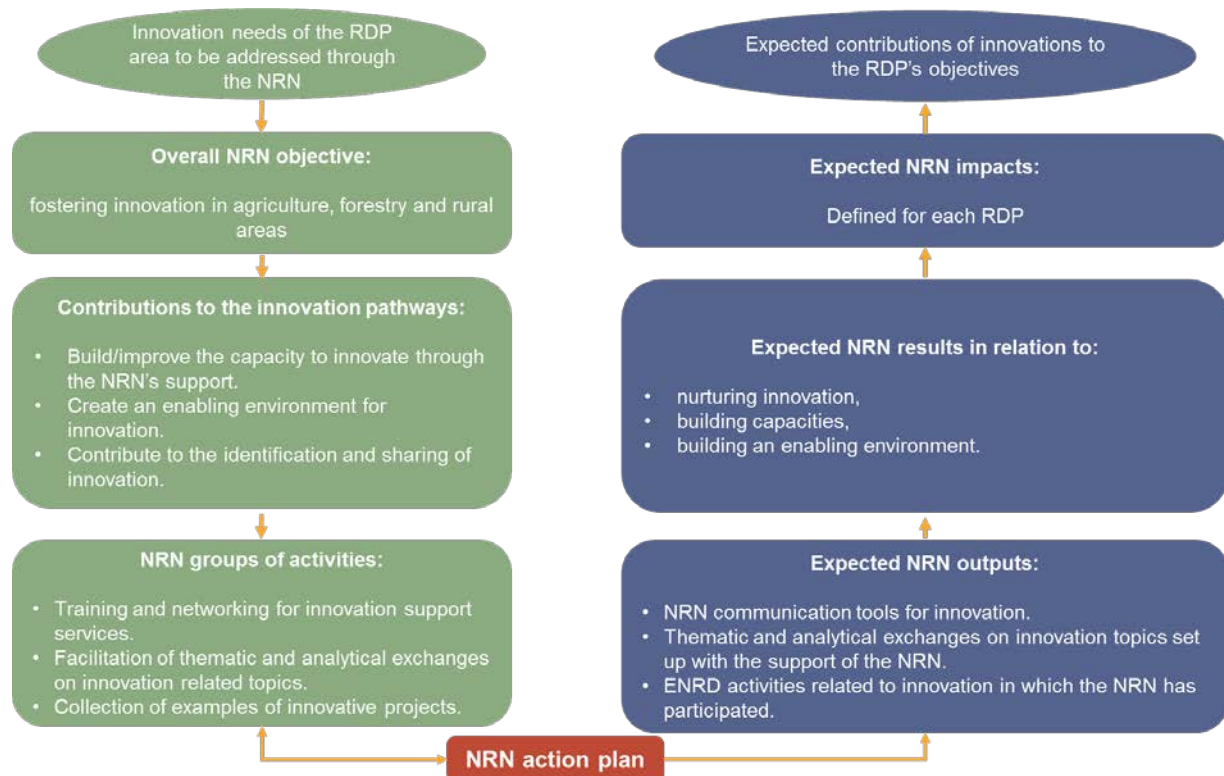 Innovation needs of the RDP
area to be addressed through
the NRN
Overall NRN objective:
fostering innovation in agriculture, forestry and rural
areas
Contributions to the innovation pathways:
• Build/improve the capacity to innovate through
the NRN's support.
• Create an enabling environment for
innovation.
• Contribute to the identification and sharing of
innovation.
NRN groups of activities:
• Training and networking for innovation support
services.
• Facilitation of thematic and analytical exchanges
on innovation related topics.
• Collection of examples of innovative projects.
NRN action plan
Expected contributions of innovations to
the RDP's objectives
Expected NRN impacts:
Defined for each RDP
Expected NRN results in relation to:
• nurturing innovation,
• building capacities,
• building an enabling environment.
Expected NRN outputs:
• NRN communication tools for innovation.
• Thematic and analytical exchanges on innovation topics set
up with the support of the NRN.
• ENRD activities related to innovation in which the NRN has
participated.